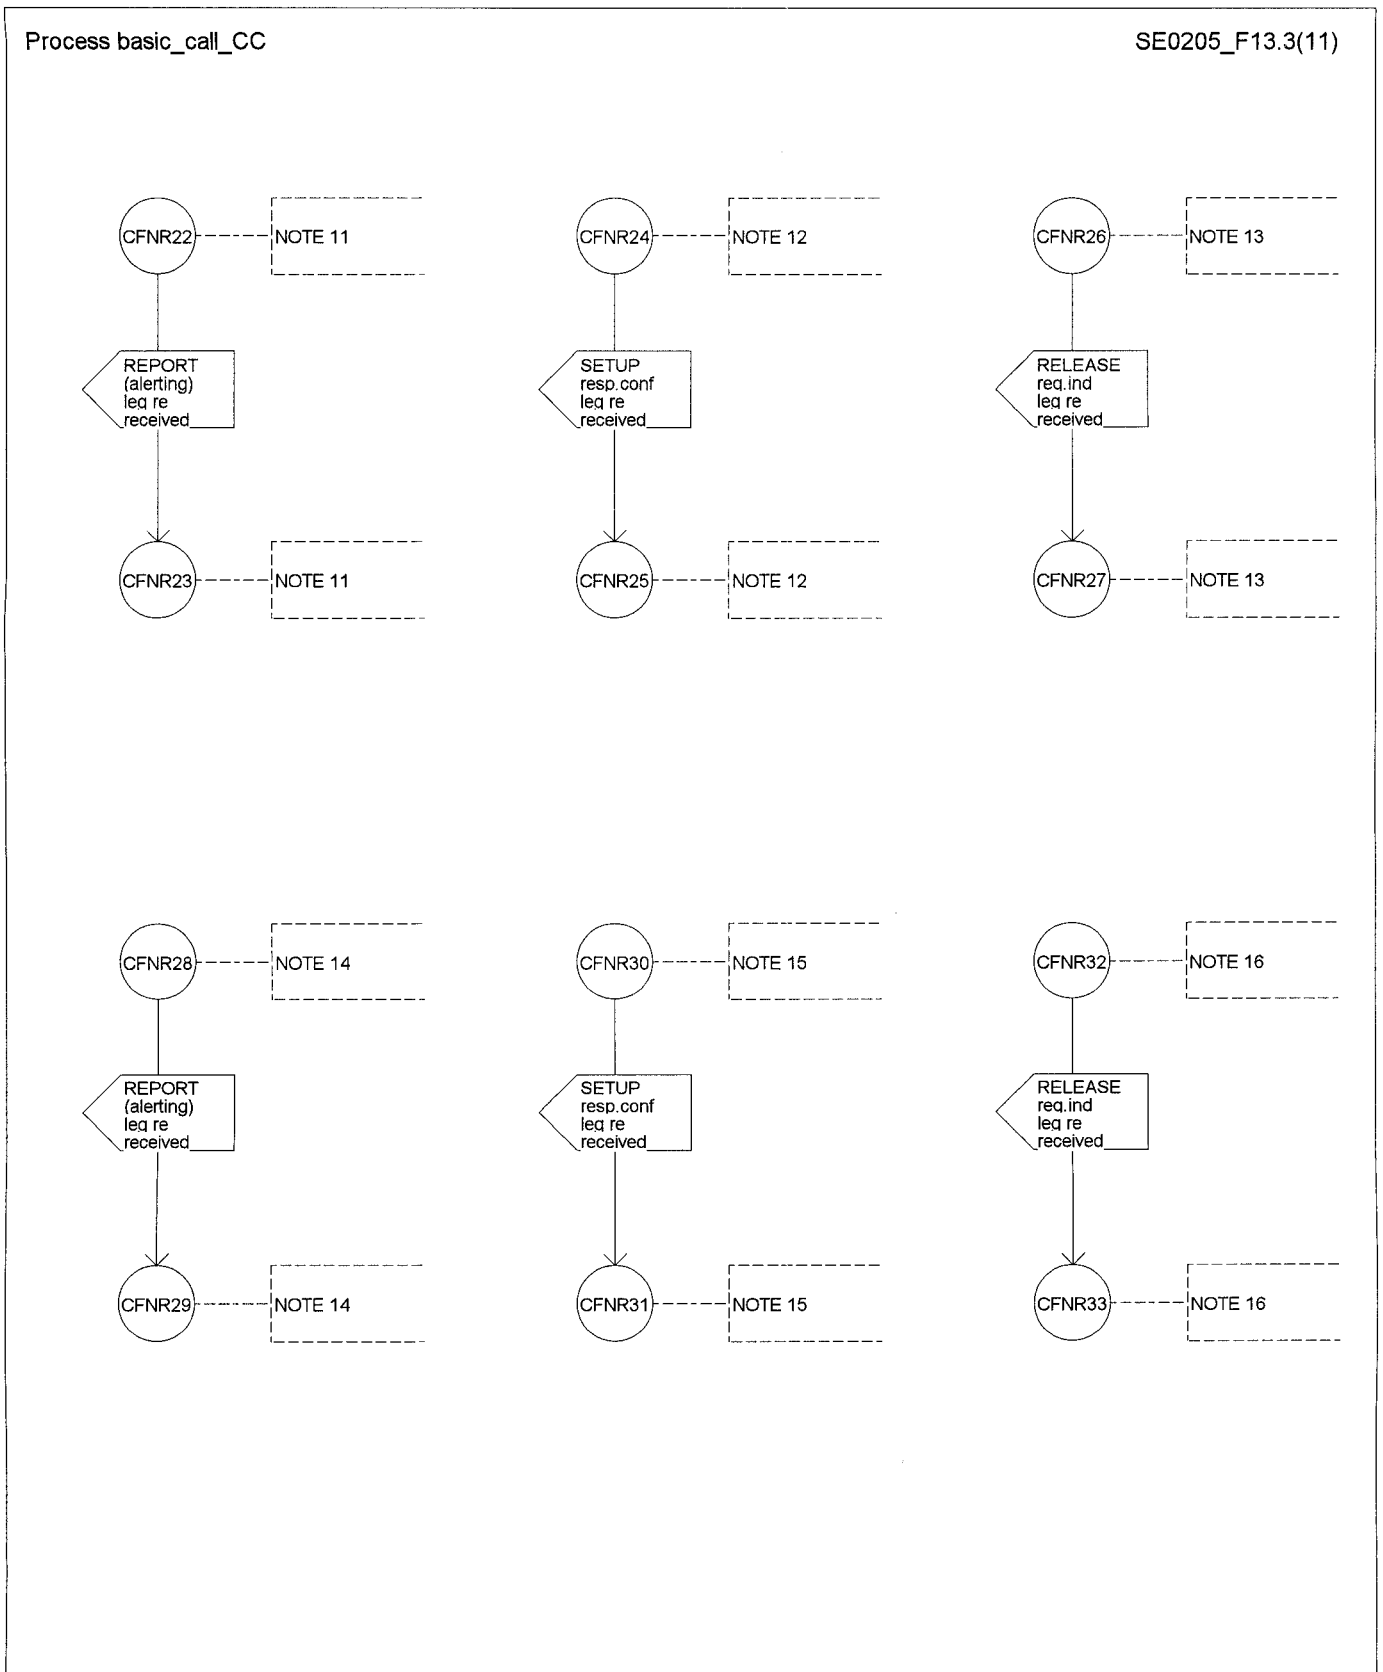 Process basic_call_CC
SE0205_F13.3(11)
CFNR22
NOTE 11
CFNR24
NOTE 12
CFNR26
NOTE 13
REPORT
(alerting)
leg re
received
SETUP
resp.conf
leg re
received
RELEASE
req.ind
leg re
received
CFNR23
NOTE 11
CFNR25
NOTE 12
CFNR27
NOTE 13
CFNR28
NOTE 14
CFNR30
NOTE 15
CFNR32
NOTE 16
REPORT
(alerting)
leg re
received
SETUP
resp.conf
leg re
received
RELEASE
req.ind
leg re
received
CFNR29
NOTE 14
CFNR31
NOTE 15
CFNR33
NOTE 16